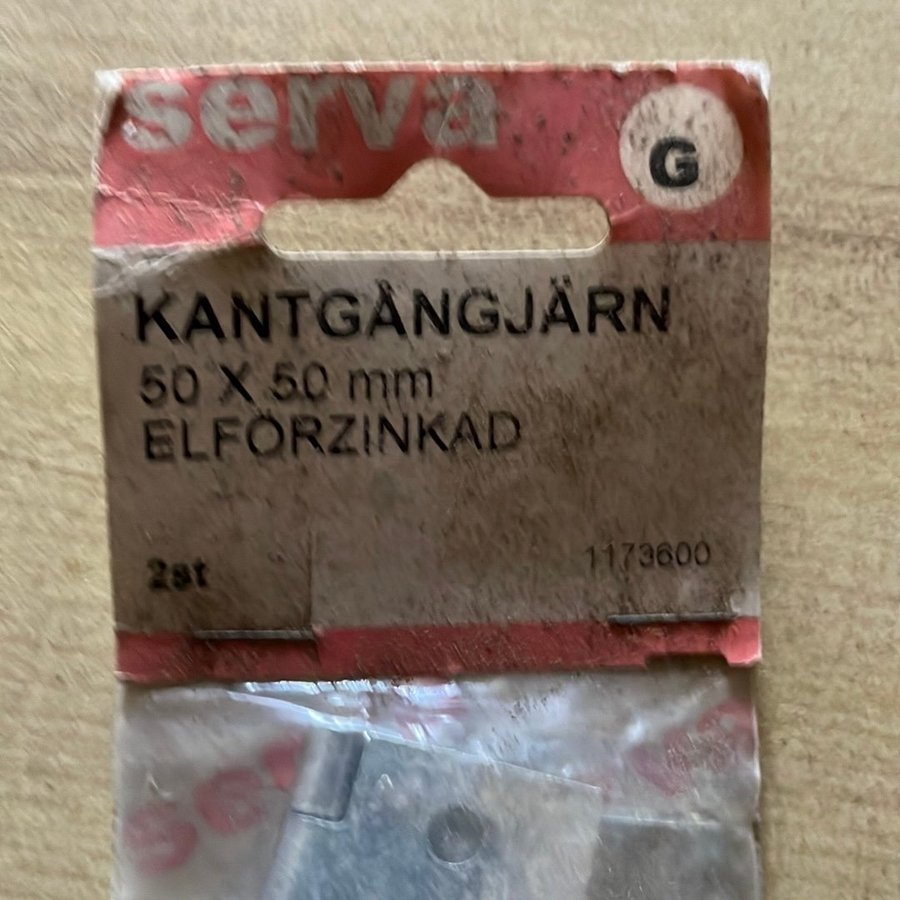 serva
G
KANTGÅNGJÄRN
50 X 50 mm
ELFÖRZINKAD
2st
1173600